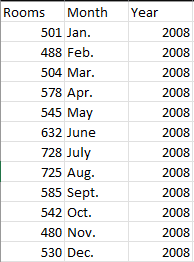 Rooms Month Year
501 Jan. 2008
488 Feb. 2008
504 Mar. 2008
578 Apr. 2008
545 May 2008
632 June 2008
728 July 2008
725 Aug. 2008
585 Sept. 2008
542 Oct. 2008
480 Nov. 2008
530 Dec. 2008